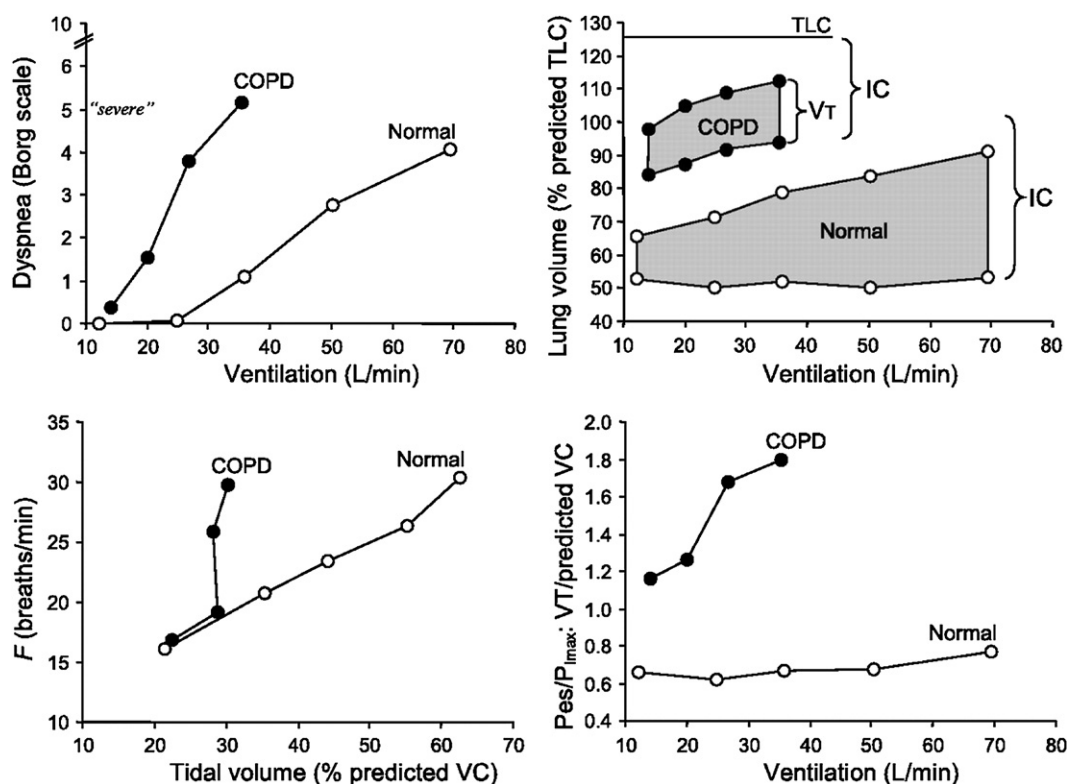 Dyspnea (Borg scale)
10
6
5
4
3
2
1
0
"severe"
COPD
Normal
10 20 30 40 50 60 70 80
Ventilation (L/min)
Lung volume (% predicted TLC)
130
120
110
100
90
80
70
60
50
40
TLC
IC
VT
COPD
IC
Normal
10 20 30 40 50 60 70 80
Ventilation (L/min)
F (breaths/min)
35
30
25
20
15
10
COPD
Normal
10 20 30 40 50 60 70
Tidal volume (% predicted VC)
Pes/PImax: VT/predicted VC
2.0
1.8
1.6
1.4
1.2
1.0
0.8
0.6
0.4
COPD
Normal
10 20 30 40 50 60 70 80
Ventilation (L/min)